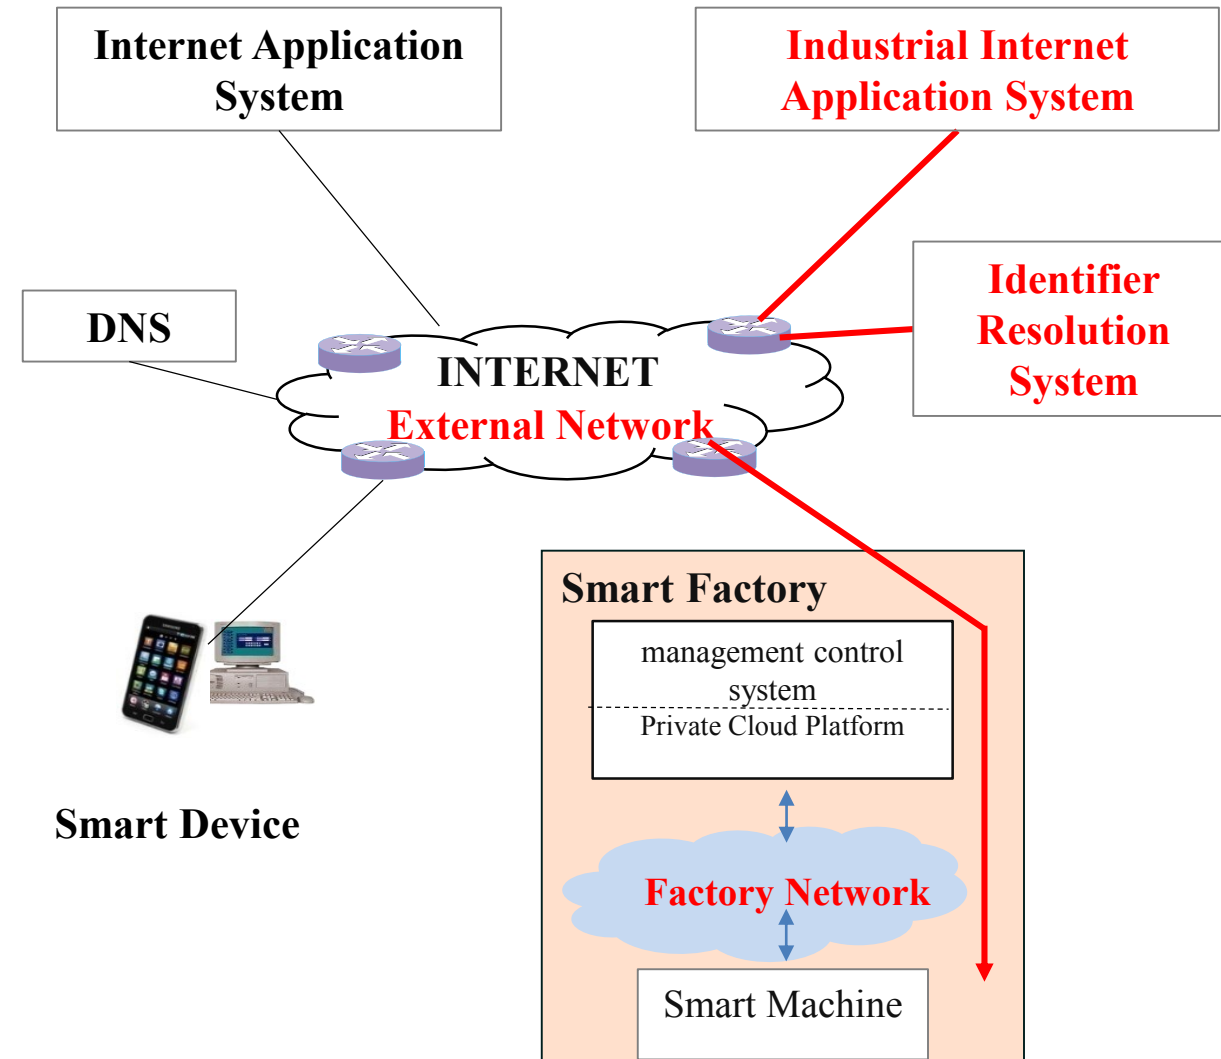 Internet Application
System
Industrial Internet
Application System
Identifier
Resolution
System
DNS
INTERNET
External Network
Smart Factory
management control
system
Private Cloud Platform
Smart Device
Factory Network
Smart Machine